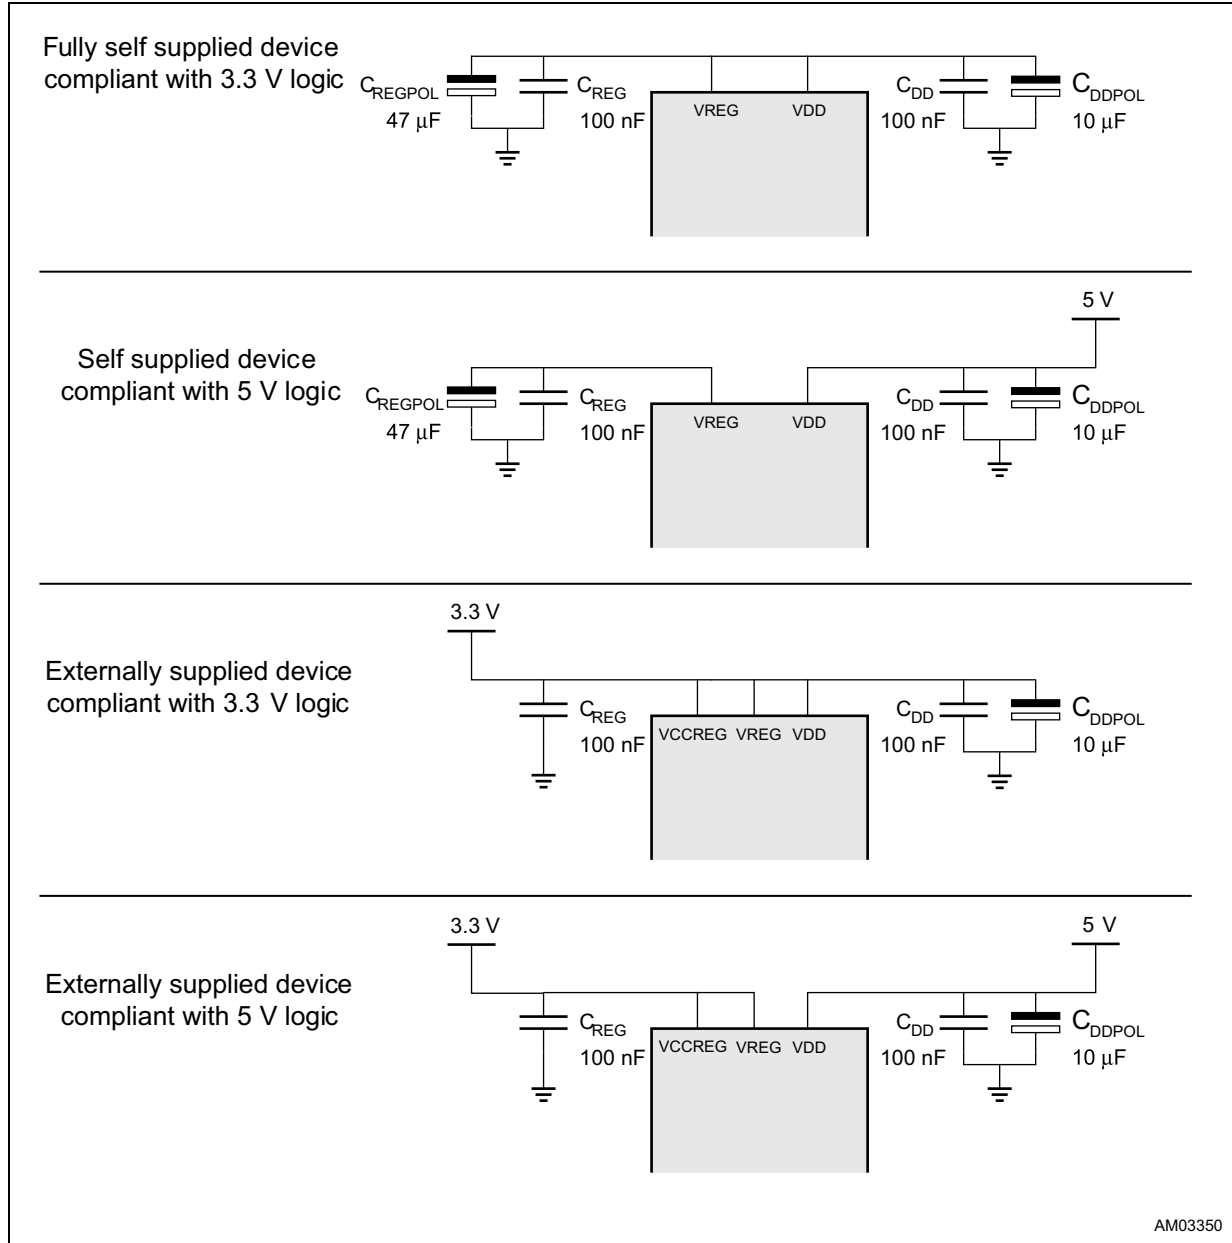 Fully self supplied device
compliant with 3.3 V logic
CREGPOL
47 μF
CREG
100 nF
VREG VDD
CDD
100 nF
CDDPOL
10 μF
5 V
Self supplied device
compliant with 5 V logic
CREGPOL
47 μF
CREG
100 nF
VREG VDD
CDD
100 nF
CDDPOL
10 μF
3.3 V
Externally supplied device
compliant with 3.3 V logic
CREG
100 nF
VCCREG VREG VDD
CDD
100 nF
CDDPOL
10 μF
3.3 V
5 V
Externally supplied device
compliant with 5 V logic
CREG
100 nF
VCCREG VREG VDD
CDD
100 nF
CDDPOL
10 μF
AM03350